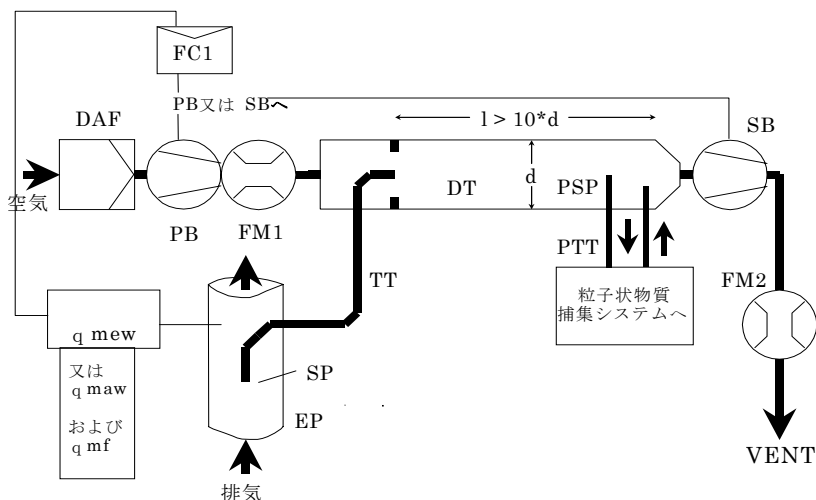 FC1
DAF
PB又は SBへ
l > 10*d
SB
空気
d
DT
PSP
PB
FM1
TT
PTT
FM2
粒子状物質
捕集システムへ
q mew
又は
q maw
および
q mf
SP
EP
排気
VENT